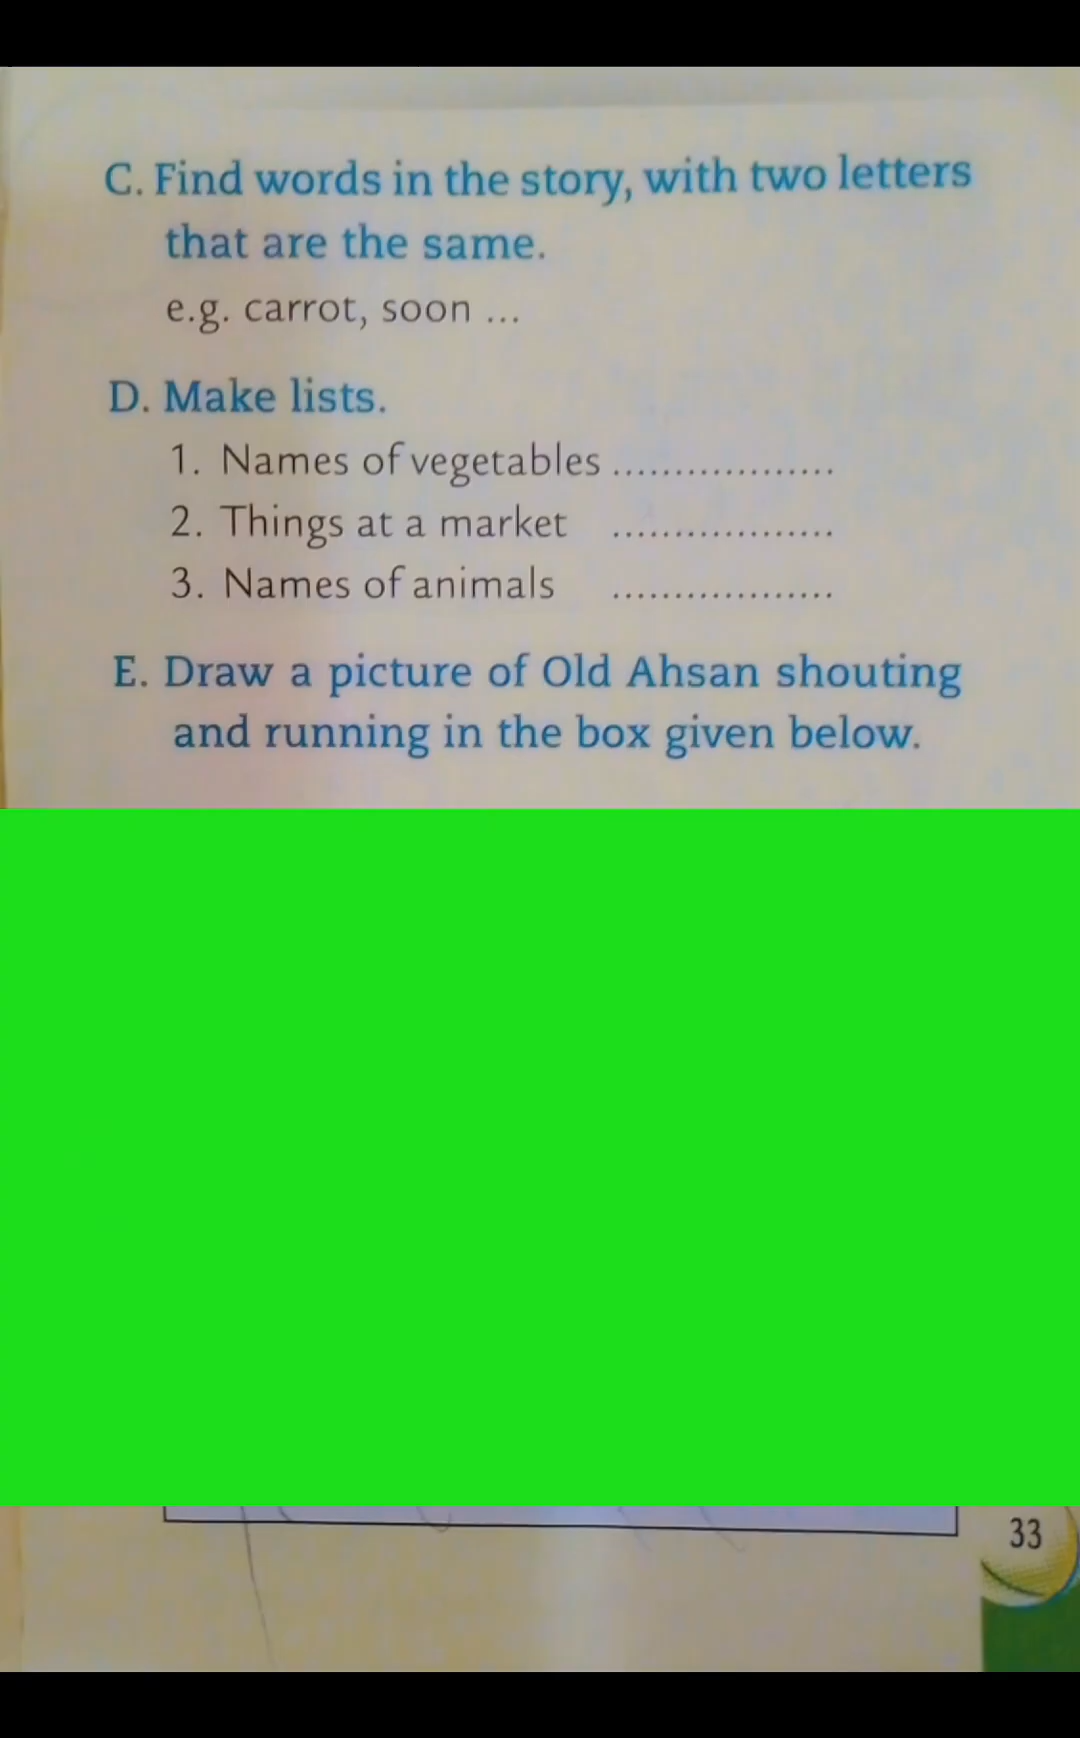 C. Find words in the story, with two letters
that are the same.
e.g. carrot, soon ...
D. Make lists.
1. Names of vegetables ..................
2. Things at a market ..................
3. Names of animals ..................
E. Draw a picture of Old Ahsan shouting
and running in the box given below.
33